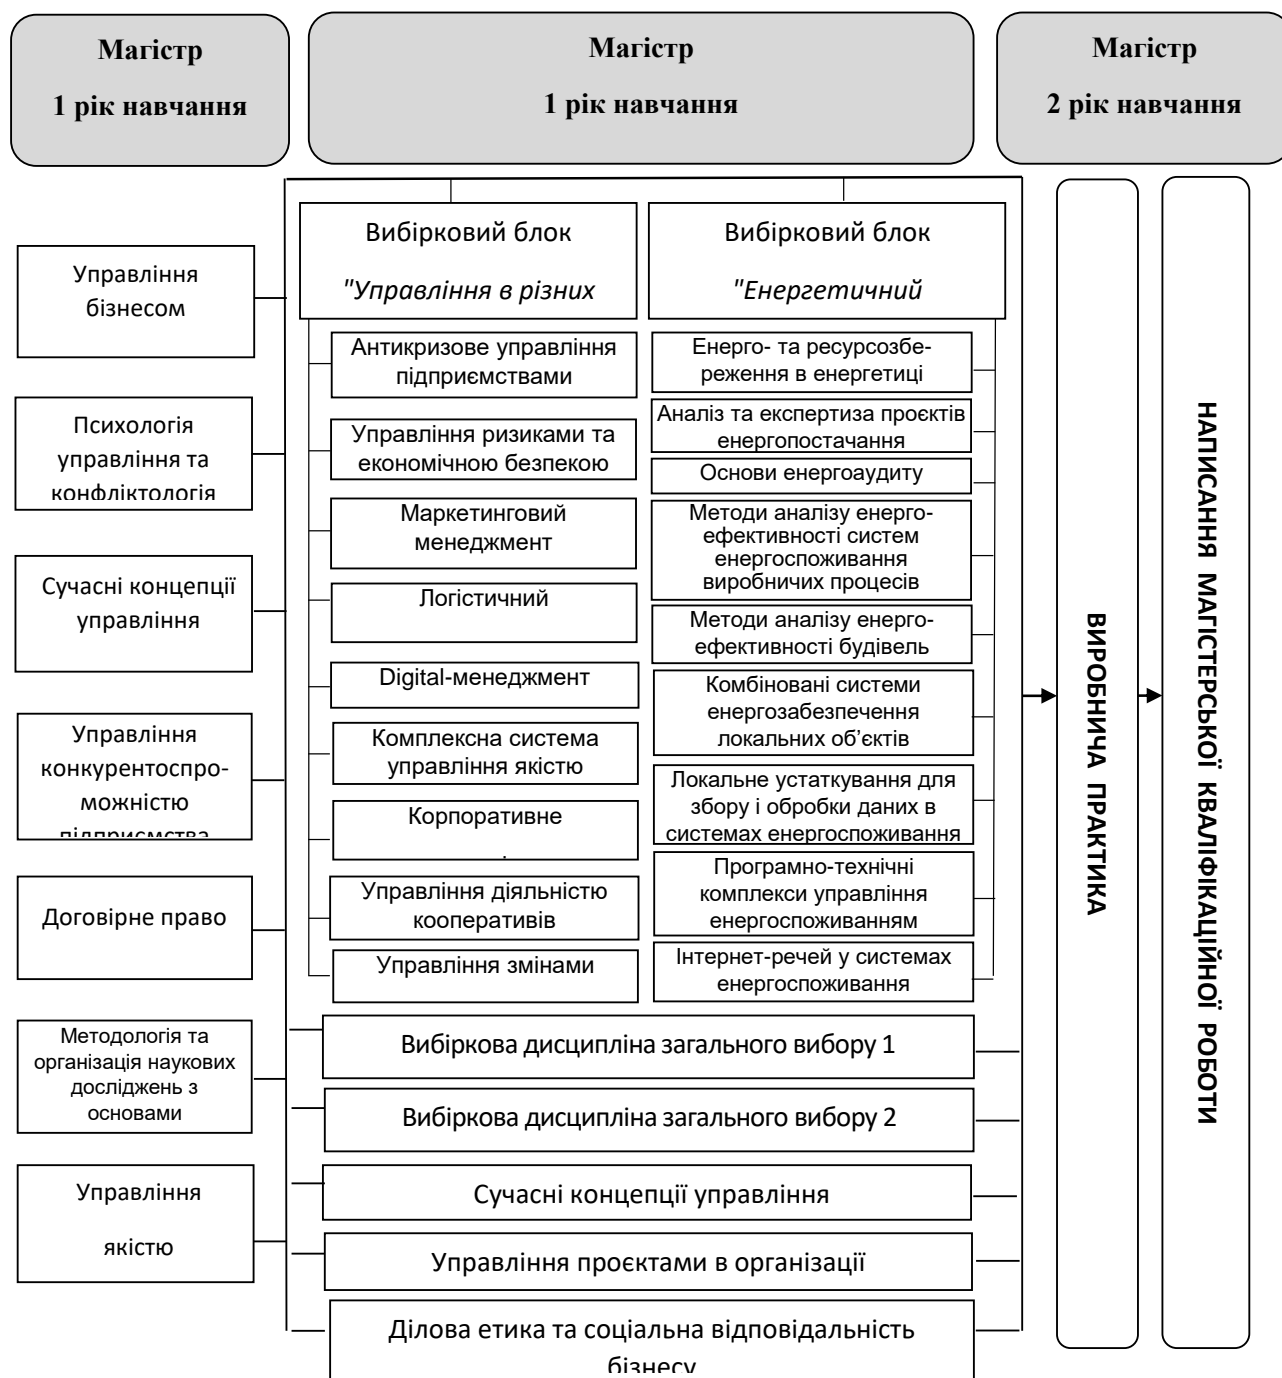 Магістр
1 рік навчання
Магістр
1 рік навчання
Магістр
2 рік навчання
Управління
бізнесом
Психологія
управління та
конфліктологія
Сучасні концепції
управління
Управління
конкурентоспро-
можністю
підприємства
Договірне право
Методологія та
організація наукових
досліджень з
основами
Управління
якістю
Вибірковий блок
"Управління в різних
Антикризове управління
підприємствами
Управління ризиками та
економічною безпекою
Маркетинговий
менеджмент
Логістичний
Digital-менеджмент
Комплексна система
управління якістю
Корпоративне
Управління діяльністю
кооперативів
Управління змінами
Вибірковий блок
"Енергетичний
Енерго- та ресурсозбе-
реження в енергетиці
Аналіз та експертиза проєктів
енергопостачання
Основи енергоаудиту
Методи аналізу енерго-
ефективності систем
енергоспоживання
виробничих процесів
Методи аналізу енерго-
ефективності будівель
Комбіновані системи
енергозабезпечення
локальних об’єктів
Локальне устаткування для
збору і обробки даних в
системах енергоспоживання
Програмно-технічні
комплекси управління
енергоспоживанням
Інтернет-речей у системах
енергоспоживання
Вибіркова дисципліна загального вибору 1
Вибіркова дисципліна загального вибору 2
Сучасні концепції управління
Управління проєктами в організації
Ділова етика та соціальна відповідальність
бізнесу
ВИРОБНИЧА ПРАКТИКА
НАПИСАННЯ МАГІСТЕРСЬКОЇ КВАЛІФІКАЦІЙНОЇ РОБОТИ